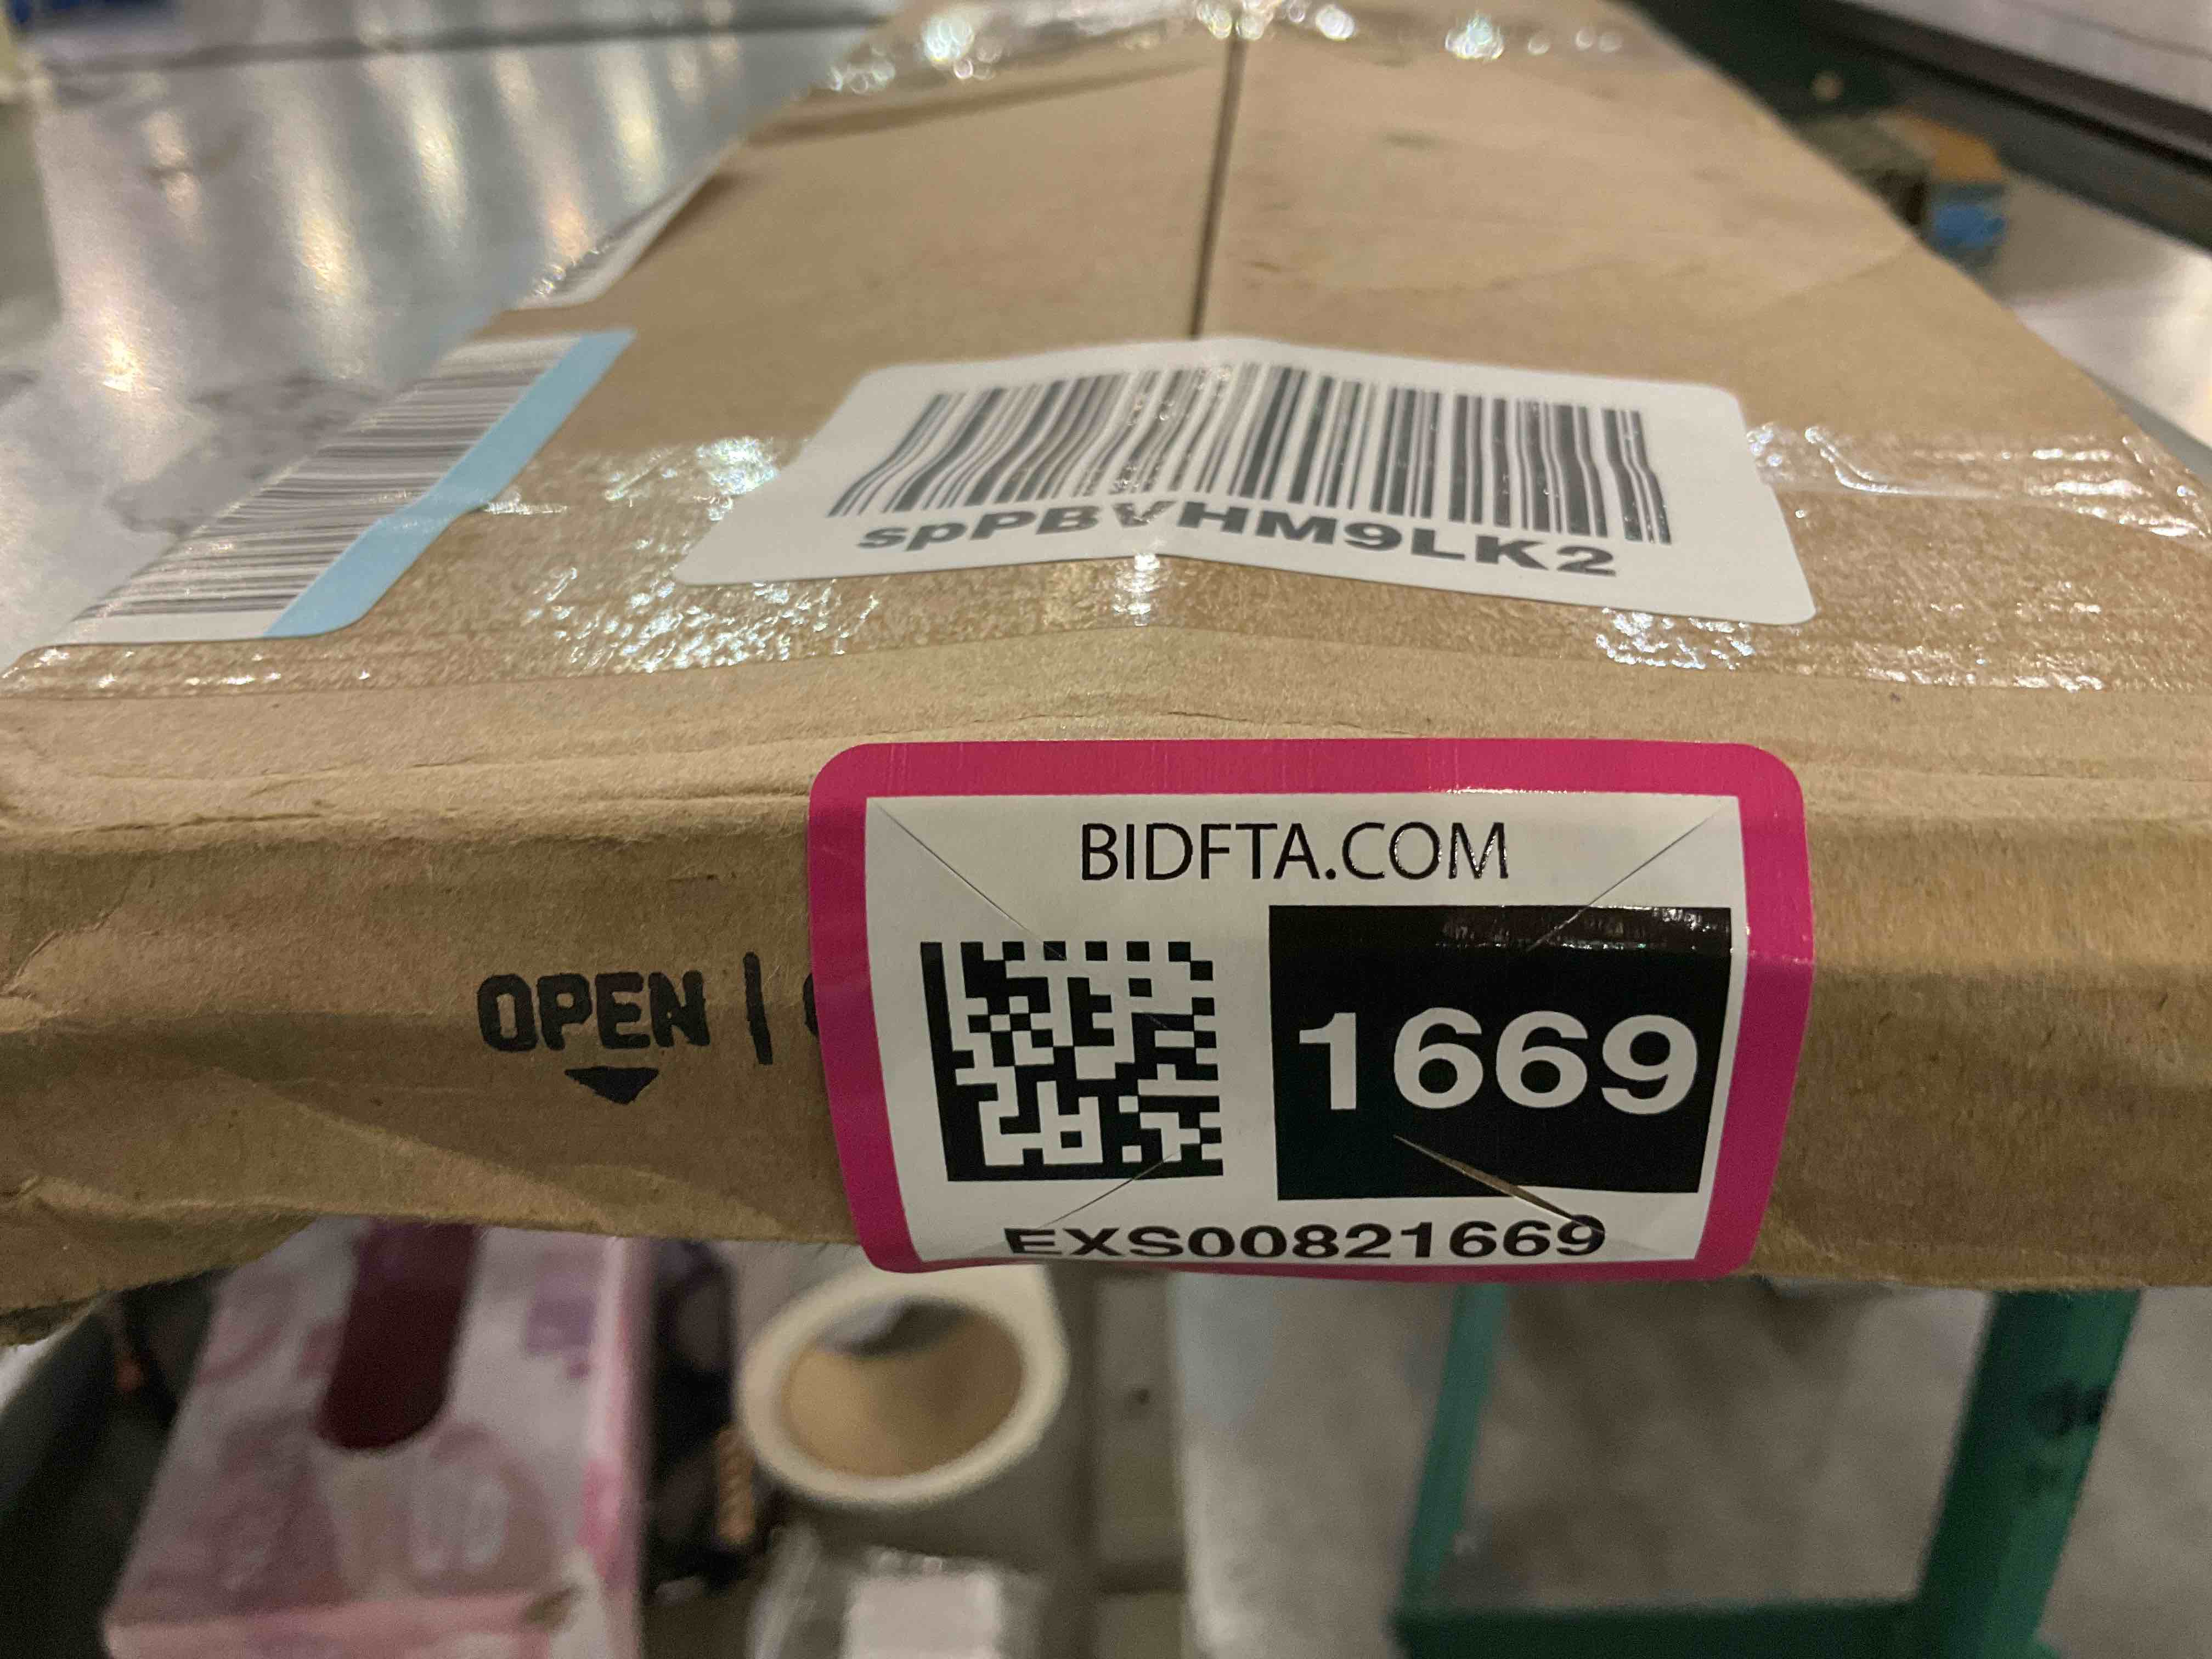 spPBVHM9LK2
BIDFTA.COM
OPEN |
1669
EXS00821669